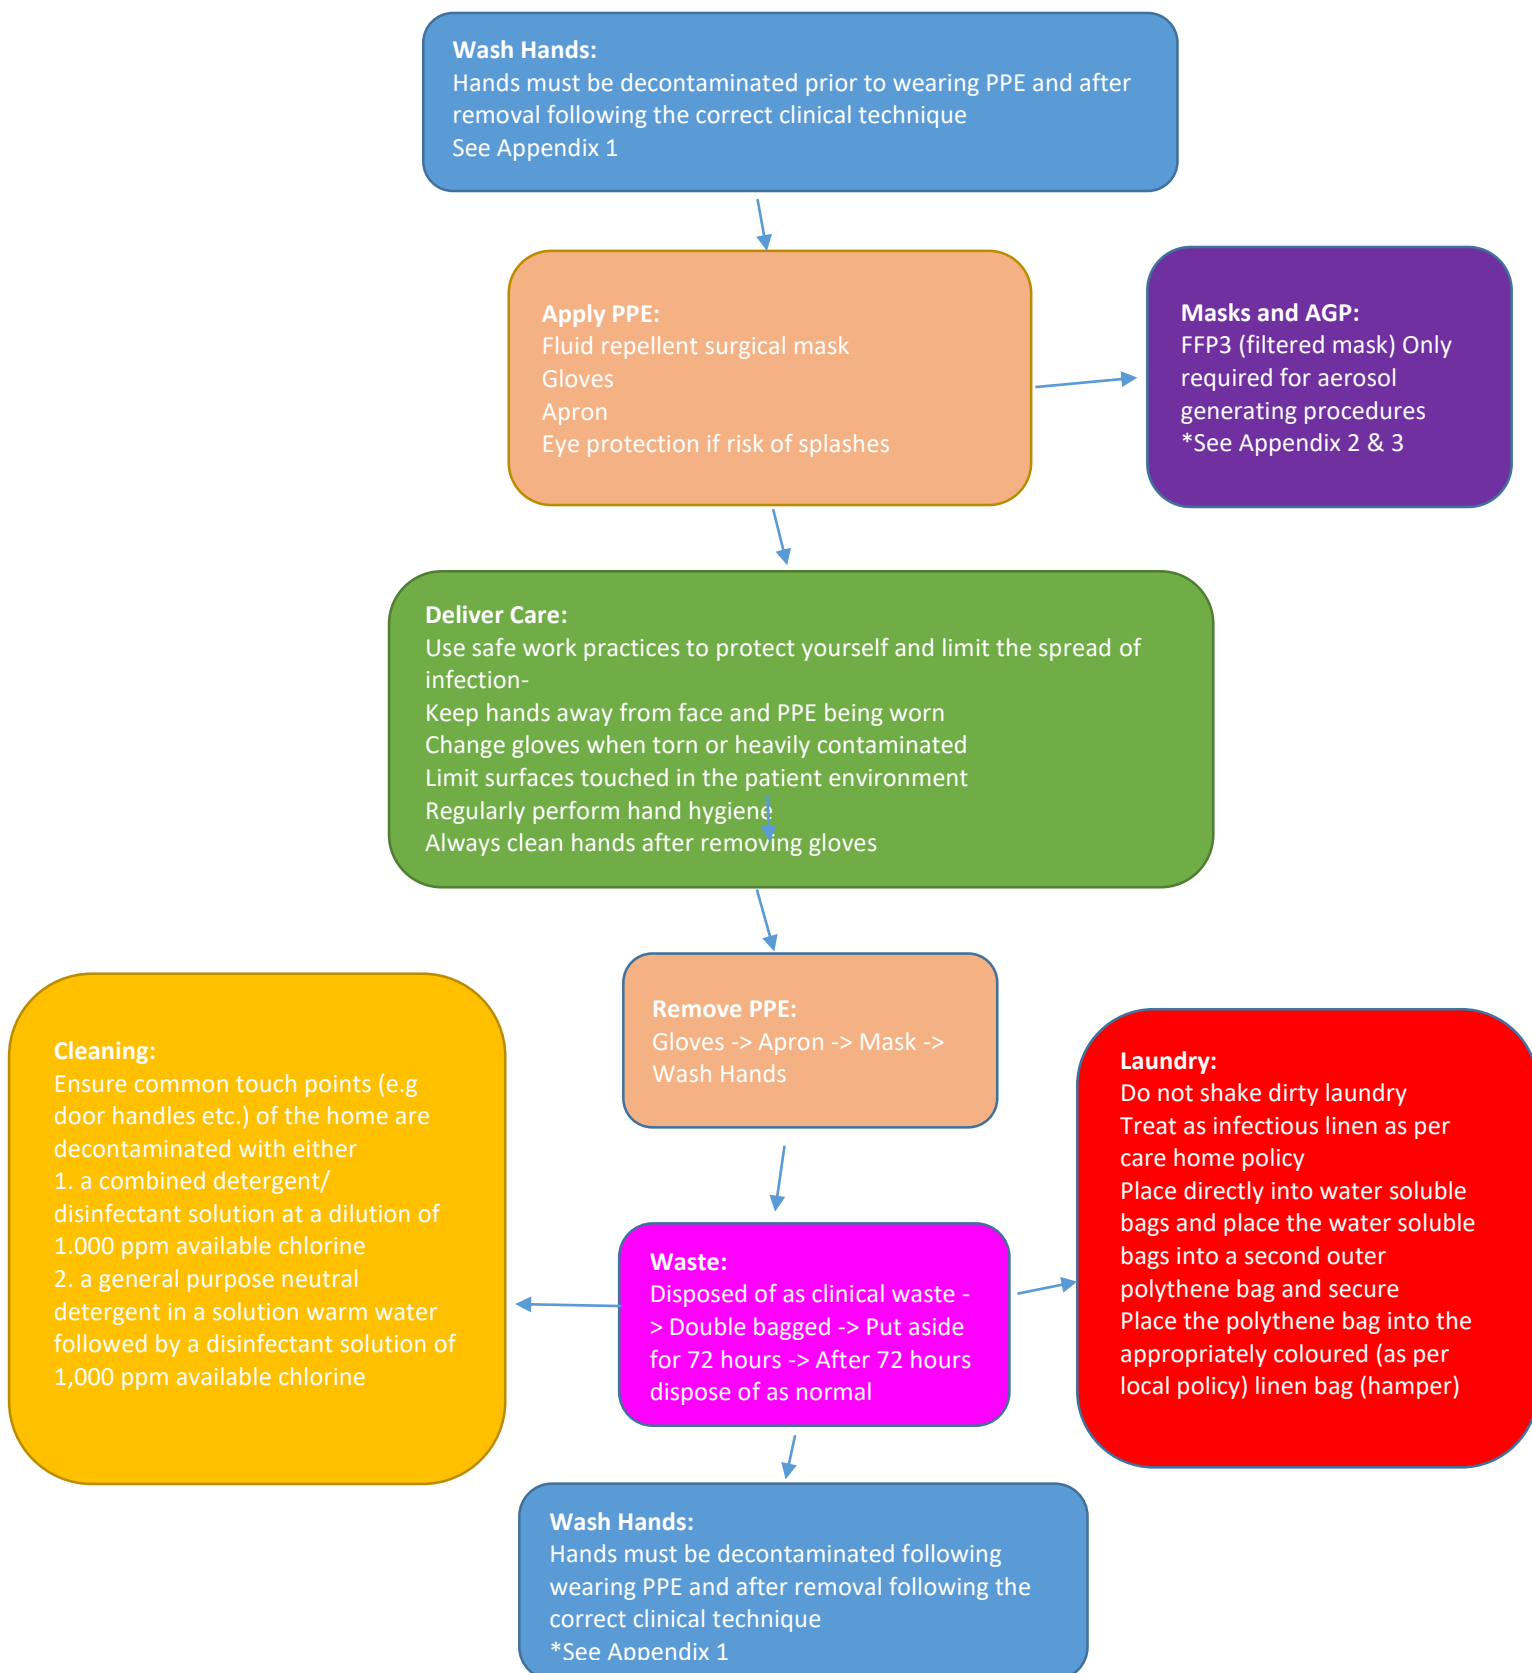 Wash Hands:
Hands must be decontaminated prior to wearing PPE and after
removal following the correct clinical technique
See Appendix 1
Apply PPE:
Fluid repellent surgical mask
Gloves
Apron
Eye protection if risk of splashes
Masks and AGP:
FFP3 (filtered mask) Only
required for aerosol
generating procedures
*See Appendix 2 & 3
Deliver Care:
Use safe work practices to protect yourself and limit the spread of
infection-
Keep hands away from face and PPE being worn
Change gloves when torn or heavily contaminated
Limit surfaces touched in the patient environment
Regularly perform hand hygiene
Always clean hands after removing gloves
Remove PPE:
Gloves -> Apron -> Mask ->
Wash Hands
Cleaning:
Ensure common touch points (e.g
door handles etc.) of the home are
decontaminated with either
1. a combined detergent/
disinfectant solution at a dilution of
1.000 ppm available chlorine
2. a general purpose neutral
detergent in a solution warm water
followed by a disinfectant solution of
1,000 ppm available chlorine
Waste:
Disposed of as clinical waste -
> Double bagged -> Put aside
for 72 hours -> After 72 hours
dispose of as normal
Laundry:
Do not shake dirty laundry
Treat as infectious linen as per
care home policy
Place directly into water soluble
bags and place the water soluble
bags into a second outer
polythene bag and secure
Place the polythene bag into the
appropriately coloured (as per
local policy) linen bag (hamper)
Wash Hands:
Hands must be decontaminated following
wearing PPE and after removal following the
correct clinical technique
*See Appendix 1